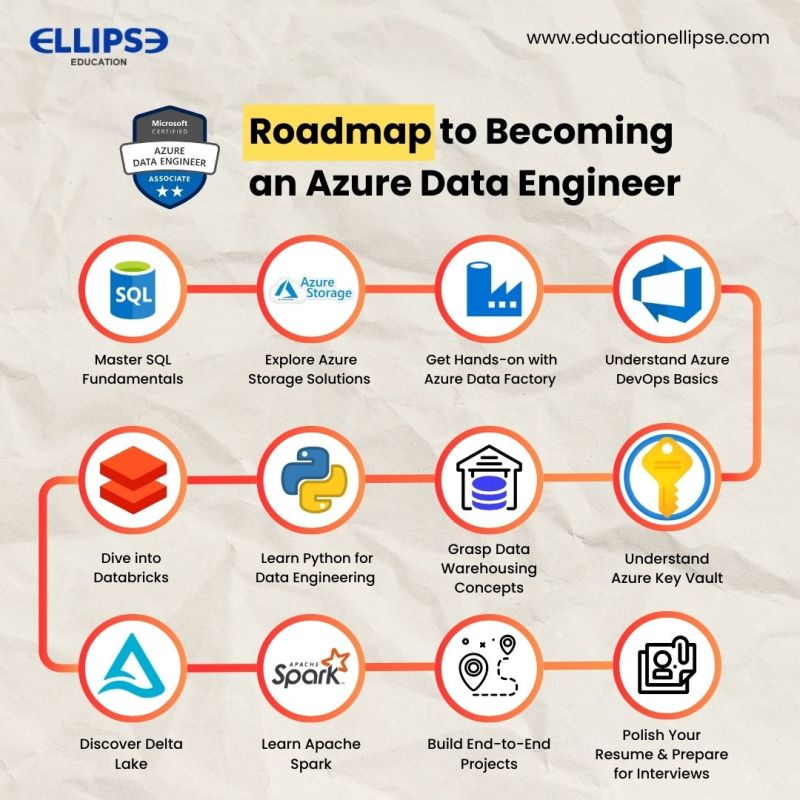 ELLIPSE
EDUCATION
www.educationellipse.com
Microsoft
CERTIFIED
AZURE
DATA ENGINEER
ASSOCIATE
Roadmap to Becoming
an Azure Data Engineer
SQL
Azure
Storage
Master SQL
Fundamentals
Explore Azure
Storage Solutions
Get Hands-on with
Azure Data Factory
Understand Azure
DevOps Basics
Understand
Azure Key Vault
Grasp Data
Warehousing
Concepts
Learn Python for
Data Engineering
Dive into
Databricks
Discover Delta
Lake
APACHE
Spark
Learn Apache
Spark
Build End-to-End
Projects
Polish Your
Resume & Prepare
for Interviews